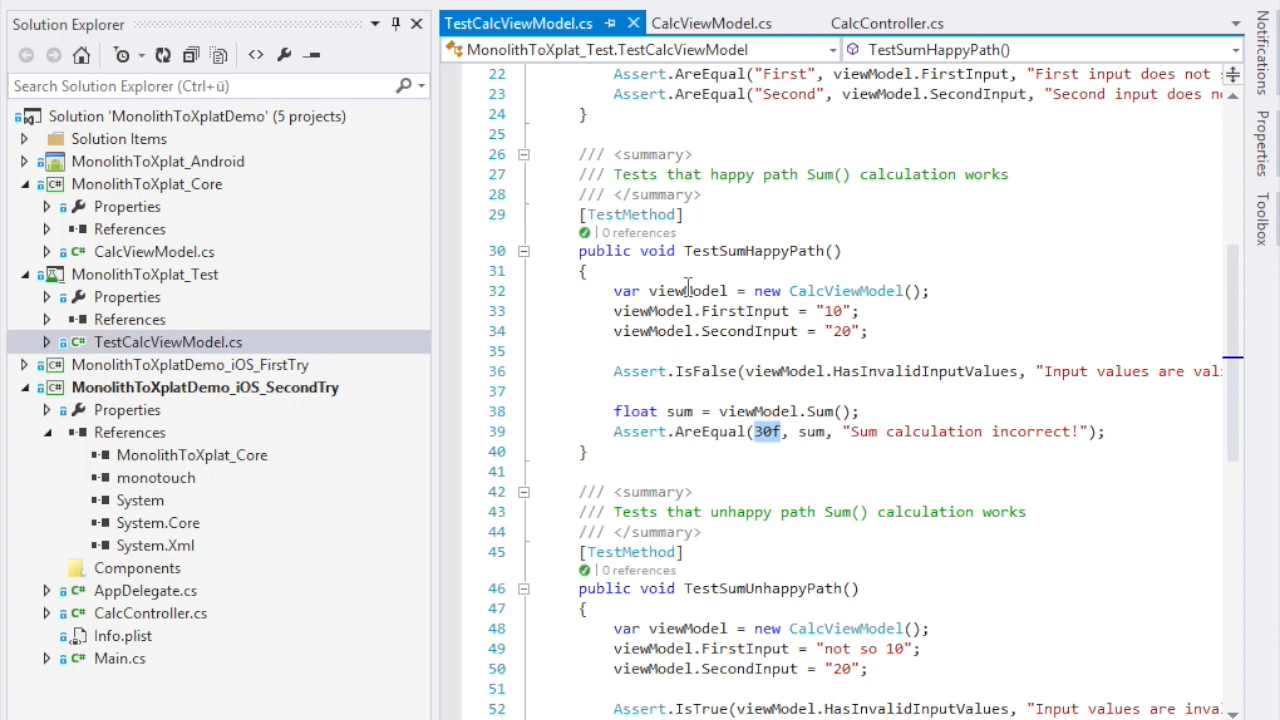 Solution Explorer
Search Solution Explorer (Ctrl+ü)
Solution 'MonolithToXplatDemo' (5 projects)
Solution Items
MonolithToXplat_Android
MonolithToXplat_Core
Properties
References
CalcViewModel.cs
MonolithToXplat_Test
Properties
References
TestCalcViewModel.cs
MonolithToXplatDemo_iOS_FirstTry
MonolithToXplatDemo_iOS_SecondTry
Properties
References
MonolithToXplat_Core
monotouch
System
System.Core
System.Xml
Components
AppDelegate.cs
CalcController.cs
Info.plist
Main.cs
TestCalcViewModel.cs CalcViewModel.cs CalcController.cs
MonolithToXplat_Test.TestCalcViewModel TestSumHappyPath()
22 Assert.AreEqual("First", viewModel.FirstInput, "First input does not
23 Assert.AreEqual("Second", viewModel.SecondInput, "Second input does
24 }
25
26 /// <summary>
27 /// Tests that happy path Sum() calculation works
28 /// </summary>
29 [TestMethod]
0 references
30 public void TestSumHappyPath()
31 {
32 var viewModel = new CalcViewModel();
33 viewModel.FirstInput = "10";
34 viewModel.SecondInput = "20";
35
36 Assert.IsFalse(viewModel.HasInvalidInputValues, "Input values are val
37
38 float sum = viewModel.Sum();
39 Assert.AreEqual(30f, sum, "Sum calculation incorrect!");
40 }
41
42 /// <summary>
43 /// Tests that unhappy path Sum() calculation works
44 /// </summary>
45 [TestMethod]
0 references
46 public void TestSumUnhappyPath()
47 {
48 var viewModel = new CalcViewModel();
49 viewModel.FirstInput = "not so 10";
50 viewModel.SecondInput = "20";
51
52 Assert.IsTrue(viewModel.HasInvalidInputValues, "Input values are inva
Notifications
Properties
Toolbox